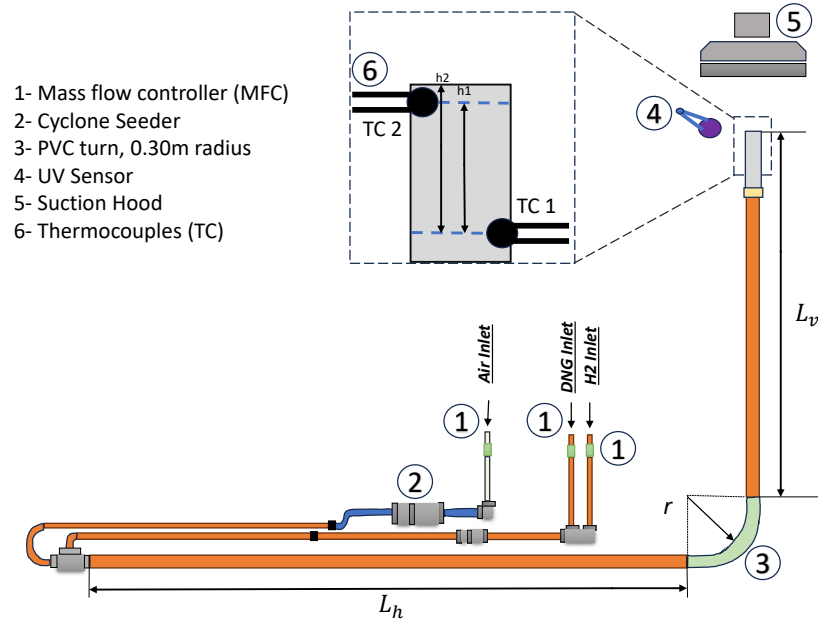 1- Mass flow controller (MFC)
2- Cyclone Seeder
3- PVC turn, 0.30m radius
4- UV Sensor
5- Suction Hood
6- Thermocouples (TC)
6
h2
h1
TC 2
TC 1
5
4
L_v
Air Inlet
DNG Inlet
H2 Inlet
1
1
1
2
r
3
L_h